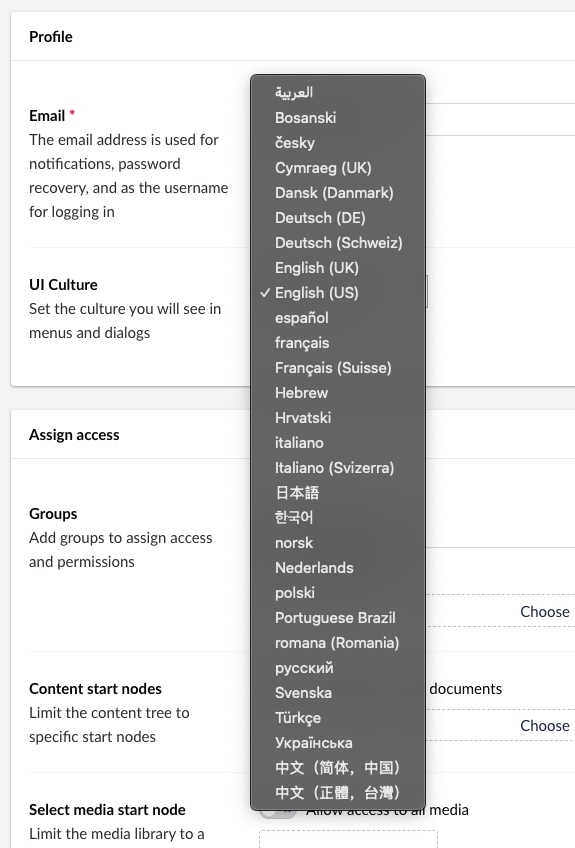 Profile
Email *
The email address is used for
notifications, password
recovery, and as the username
for logging in
UI Culture
Set the culture you will see in
menus and dialogs
العربية
Bosanski
česky
Cymraeg (UK)
Dansk (Danmark)
Deutsch (DE)
Deutsch (Schweiz)
English (UK)
✓ English (US)
español
français
Français (Suisse)
Hebrew
Hrvatski
italiano
Italiano (Svizerra)
日本語
한국어
norsk
Nederlands
polski
Portuguese Brazil
romana (Romania)
русский
Svenska
Türkçe
Українська
中文（简体，中国）
中文（正體，台灣）
Assign access
Groups
Add groups to assign access
and permissions
Choose
Content start nodes
Limit the content tree to
specific start nodes
documents
Choose
Select media start node
Limit the media library to a
Allow access to all media